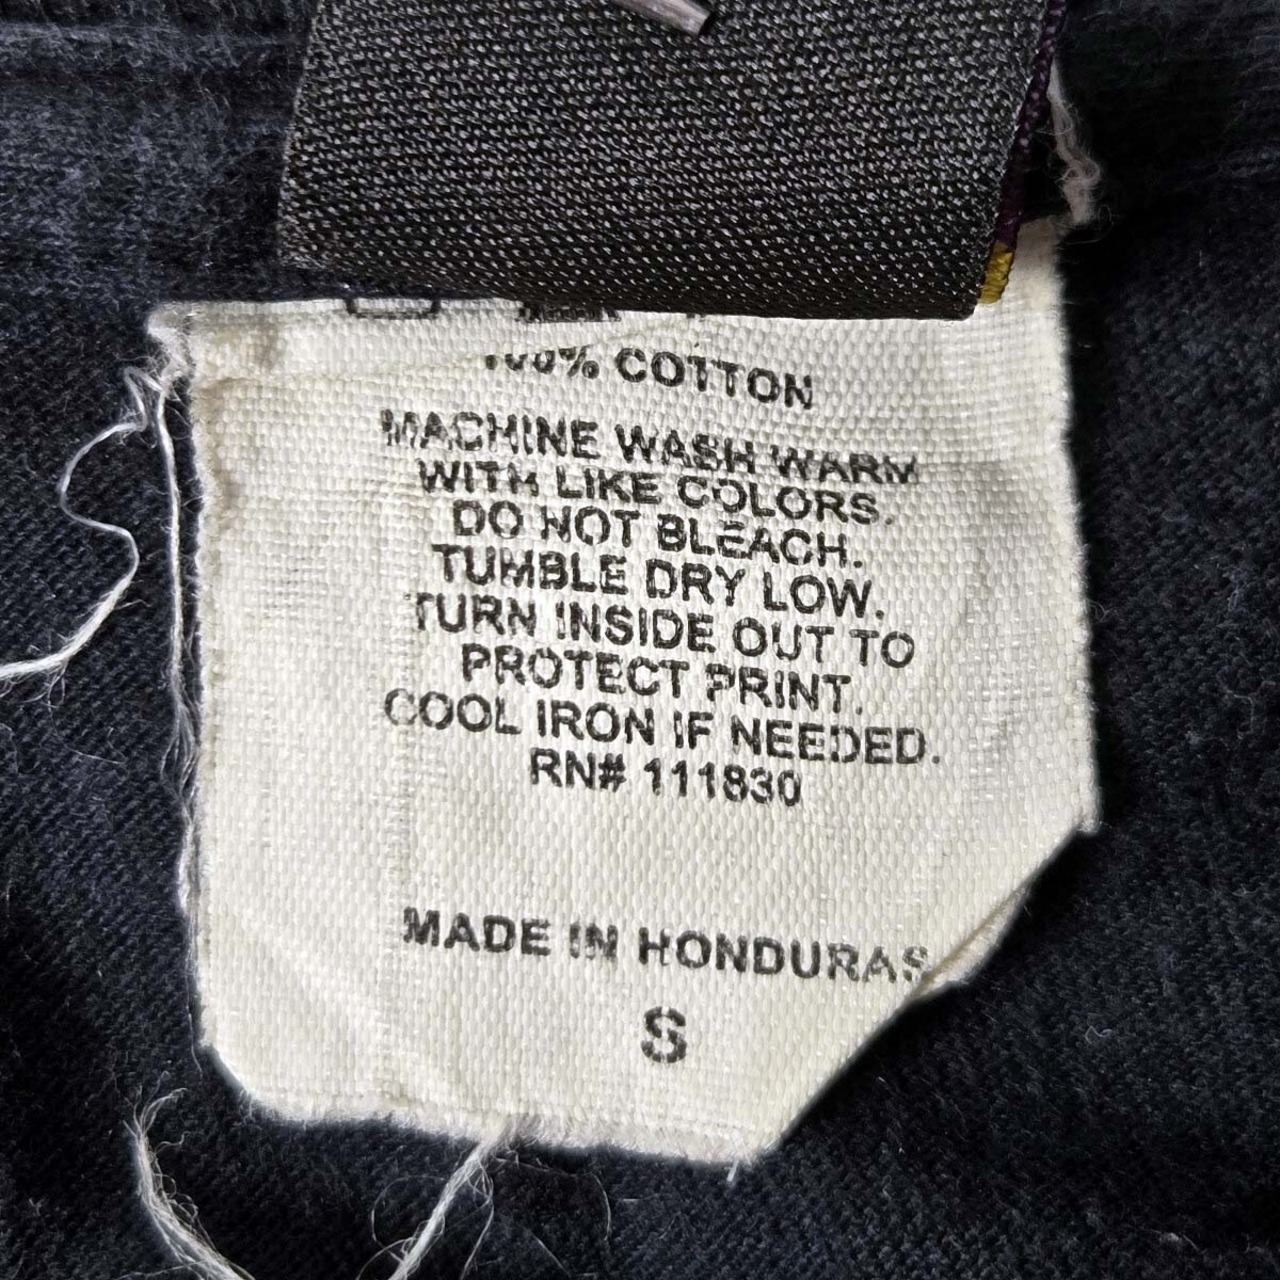 100% COTTON
MACHINE WASH WARM
WITH LIKE COLORS.
DO NOT BLEACH.
TUMBLE DRY LOW.
TURN INSIDE OUT TO
PROTECT PRINT.
COOL IRON IF NEEDED.
RN# 111830
MADE IN HONDURAS
S